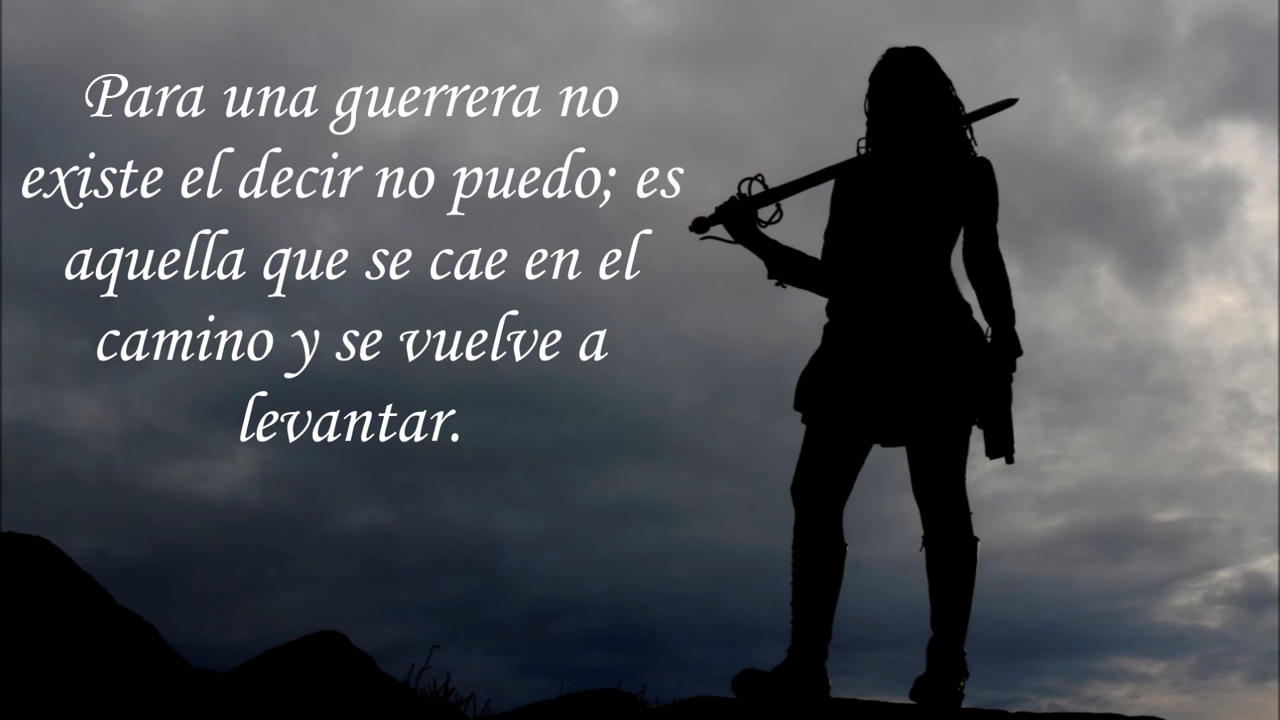 Para una guerrera no
existe el decir no puedo; es
aquella que se cae en el
camino y se vuelve a
levantar.